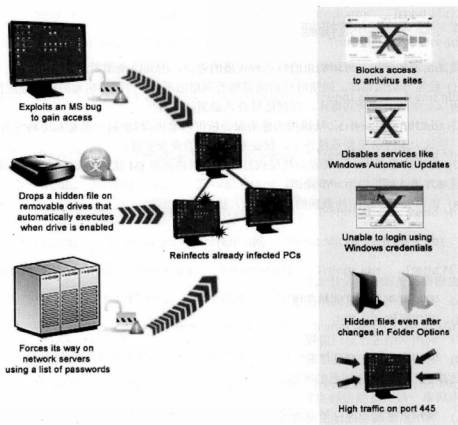 Exploits an MS bug
to gain access
Drops a hidden file on
removable drives that
automatically executes
when drive is enabled
Forces its way on
network servers
using a list of passwords
Reinfects already infected PCs
Blocks access
to antivirus sites
Disables services like
Windows Automatic Updates
Unable to login using
Windows credentials
Hidden files even after
changes in Folder Options
High traffic on port 445